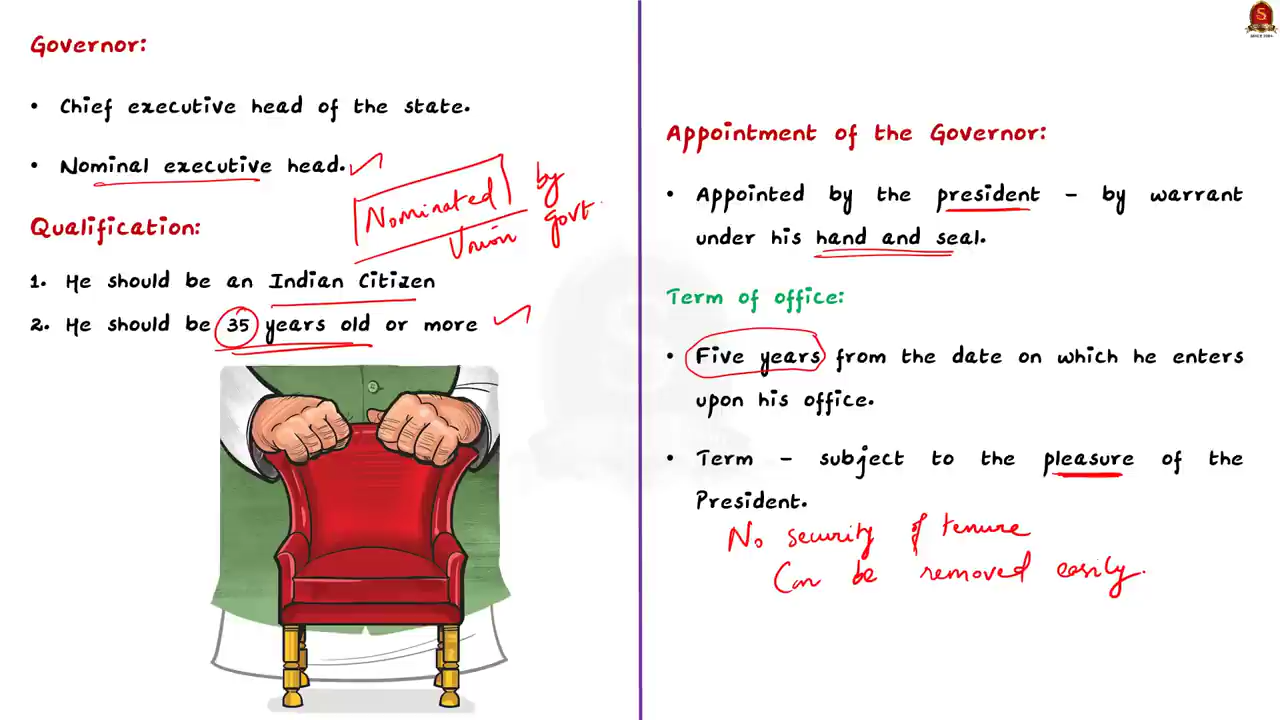 Governor:
• Chief executive head of the state.
• Nominal executive head.
Nominated by
Union govt.
Qualification:
1. He should be an Indian Citizen
2. He should be 35 years old or more
S
SINCE 2004
Appointment of the Governor:
• Appointed by the president – by warrant
under his hand and seal.
Term of office:
• Five years from the date on which he enters
upon his office.
• Term – subject to the pleasure of the
President.
No security of tenure
Can be removed easily.